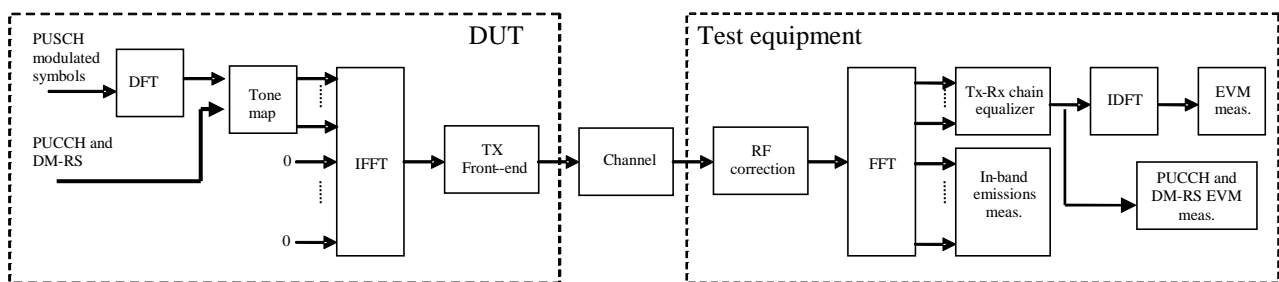 DUT
Test equipment
PUSCH
modulated
symbols
DFT
Tone
map
PUCCH and
DM-RS
0
0
IFFT
TX
Front--end
Channel
RF
correction
FFT
Tx-Rx chain
equalizer
IDFT
EVM
meas.
In-band
emissions
meas.
PUCCH and
DM-RS EVM
meas.